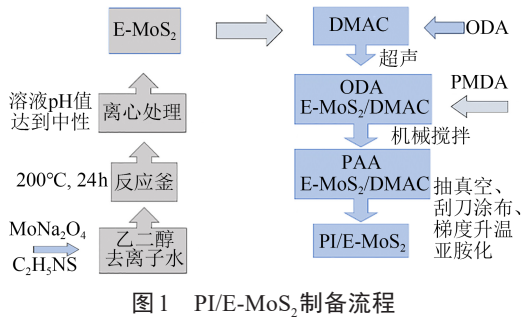 E-MoS₂
DMAC
ODA
超声
溶液pH值
达到中性
离心处理
ODA
E-MoS₂/DMAC
PMDA
机械搅拌
200℃, 24h
反应釜
PAA
E-MoS₂/DMAC
抽真空、
刮刀涂布、
梯度升温
亚胺化
MoNa₂O₄
C₂H₅NS
乙二醇
去离子水
PI/E-MoS₂
图1 PI/E-MoS₂制备流程